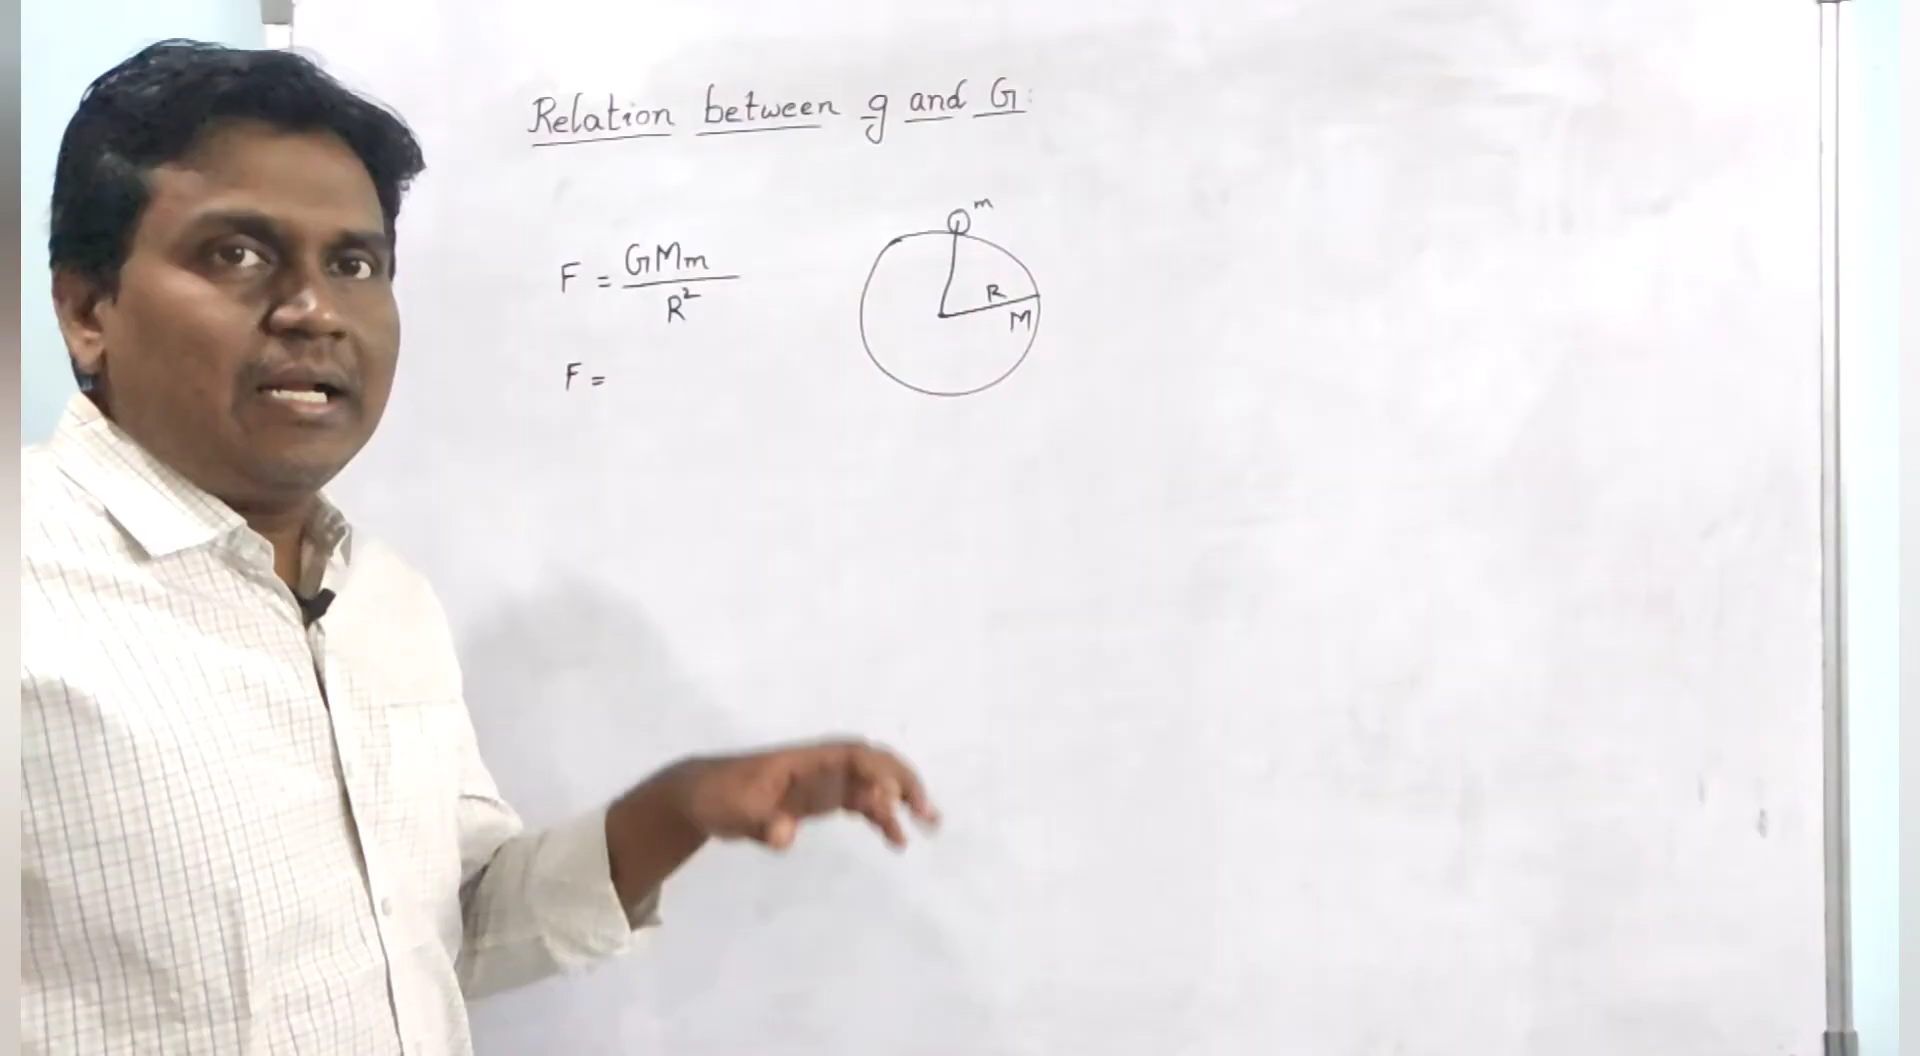 Relation between g and G:
F = GMm / R²
F =
m
R
M